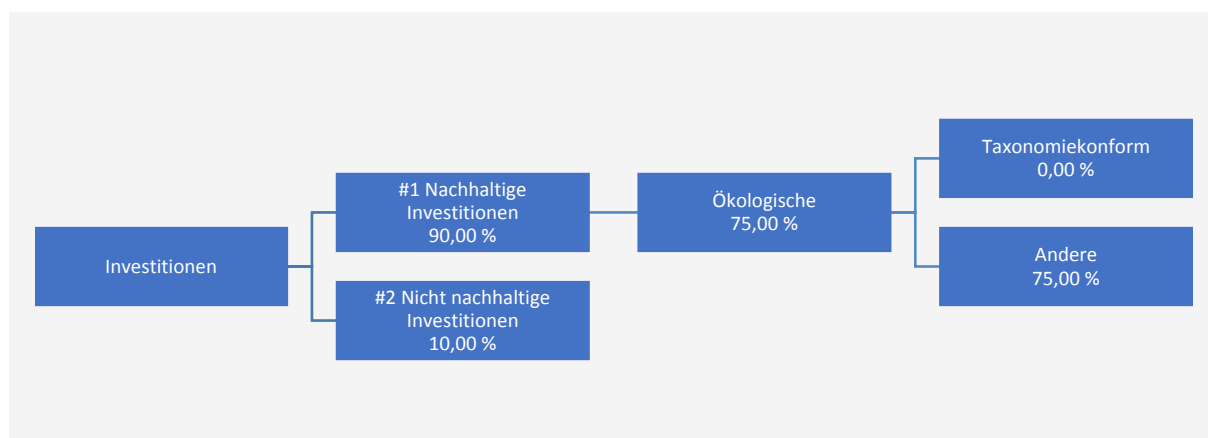 Investitionen
#1 Nachhaltige
Investitionen
90,00 %
#2 Nicht nachhaltige
Investitionen
10,00 %
Ökologische
75,00 %
Taxonomiekonform
0,00 %
Andere
75,00 %